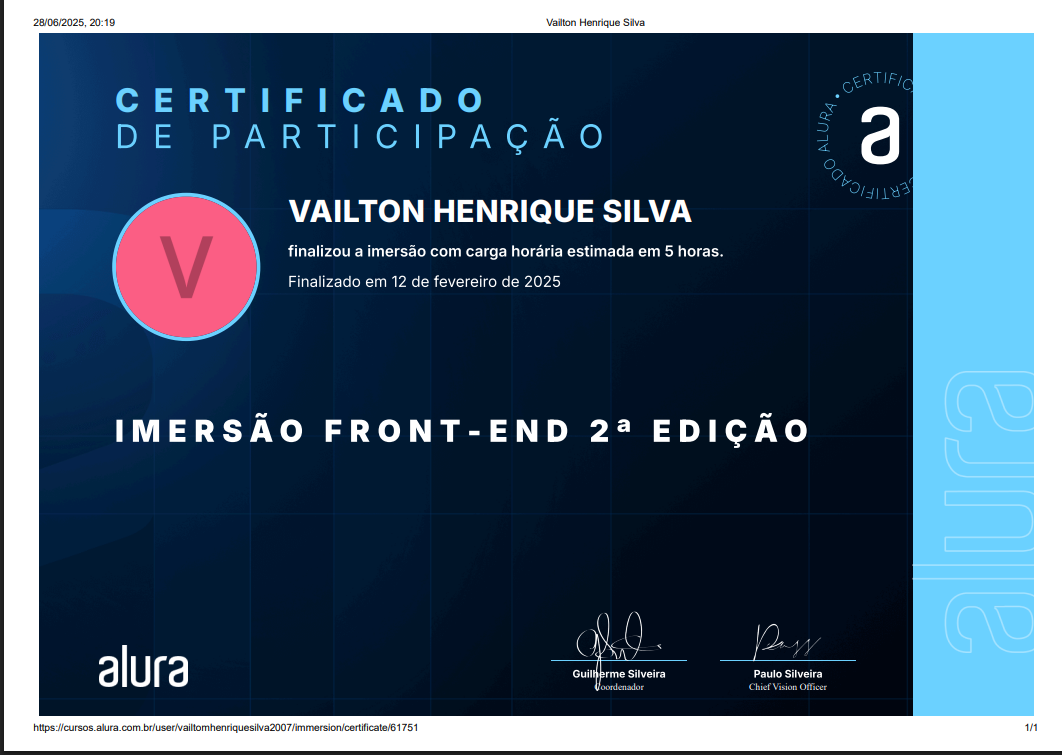 28/06/2025, 20:19
Vailton Henrique Silva
CERTIFICADO
DE PARTICIPAÇÃO
CERTIFICADO ALURA • CERTIFIC
a
V
VAILTON HENRIQUE SILVA
finalizou a imersão com carga horária estimada em 5 horas.
Finalizado em 12 de fevereiro de 2025
IMERSÃO FRONT-END 2ª EDIÇÃO
alura
alura
Guilherme Silveira
Coordenador
Paulo Silveira
Chief Vision Officer
https://cursos.alura.com.br/user/vailtomhenriquesilva2007/immersion/certificate/61751
1/1